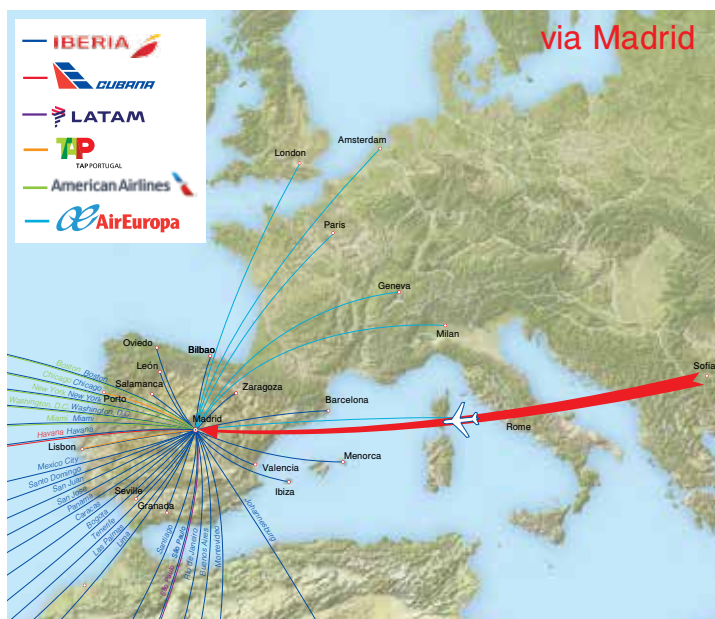 via Madrid
IBERIA
CUBANA
LATAM
TAP
TAP PORTUGAL
American Airlines
AirEuropa
Amsterdam
London
Paris
Geneva
Milan
Oviedo
Bilbao
León
Sofia
Boston Boston
Chicago Chicago
Salamanca
Zaragoza
New York New York
Porto
Barcelona
Washington, D.C. Washington, D.C.
Miami Miami
Madrid
Rome
Havana Havana
Lisbon
Menorca
Mexico City
Valencia
Santo Domingo
San Juan
Ibiza
San José
Seville
Panama
Granada
Caracas
Bogota
Tenerife
Las Palmas
Lima
Santiago
São Paulo São Paulo
Rio de Janeiro
Buenos Aires
Montevideo
Johannesburg